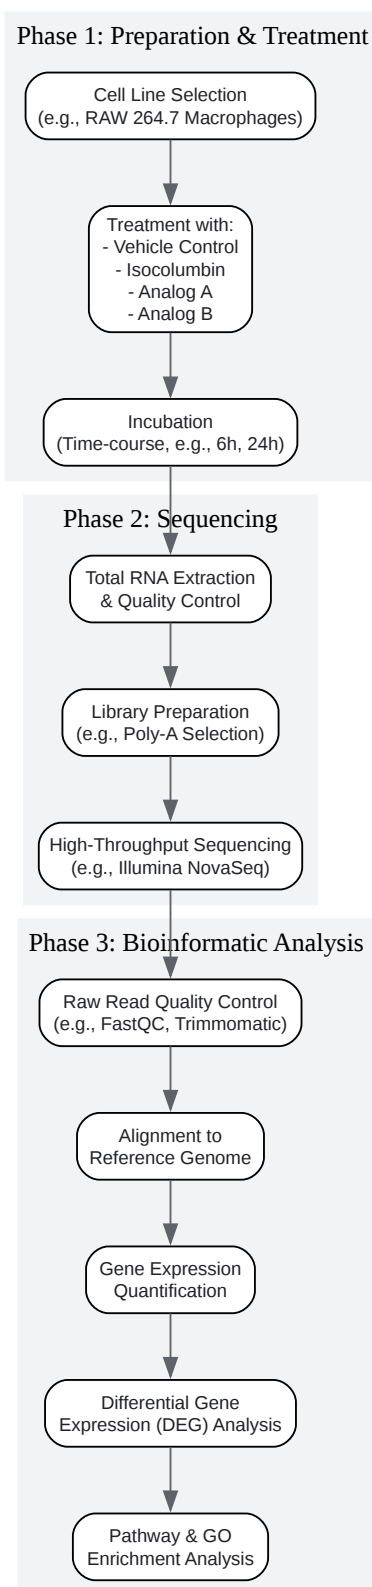 Phase 1: Preparation & Treatment
Cell Line Selection
(e.g., RAW 264.7 Macrophages)
Treatment with:
- Vehicle Control
- Isocolumbin
- Analog A
- Analog B
Incubation
(Time-course, e.g., 6h, 24h)
Phase 2: Sequencing
Total RNA Extraction
& Quality Control
Library Preparation
(e.g., Poly-A Selection)
High-Throughput Sequencing
(e.g., Illumina NovaSeq)
Phase 3: Bioinformatic Analysis
Raw Read Quality Control
(e.g., FastQC, Trimmomatic)
Alignment to
Reference Genome
Gene Expression
Quantification
Differential Gene
Expression (DEG) Analysis
Pathway & GO
Enrichment Analysis